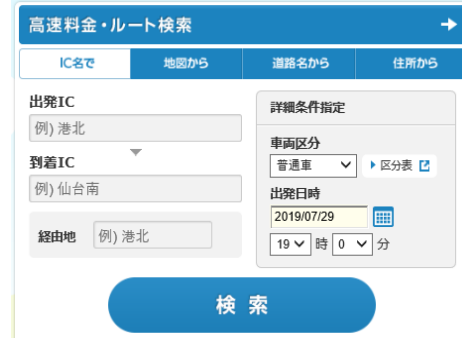 高速料金・ルート検索
IC名で 地図から 道路名から 住所から
出発IC
例) 港北
到着IC
例) 仙台南
経由地 例) 港北
詳細条件指定
車両区分
普通車 区分表
出発日時
2019/07/29
19 時 0 分
検索